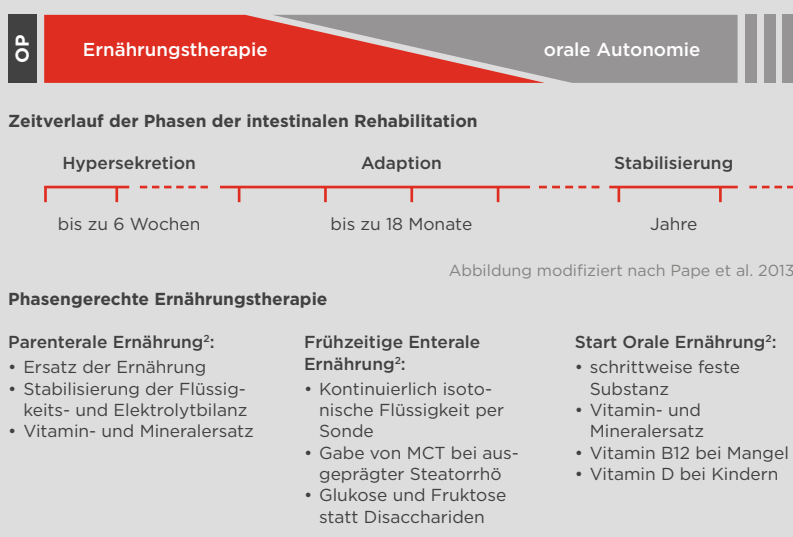 OP
Ernährungstherapie
orale Autonomie
Zeitverlauf der Phasen der intestinalen Rehabilitation
Hypersekretion
Adaption
Stabilisierung
bis zu 6 Wochen
bis zu 18 Monate
Jahre
Abbildung modifiziert nach Pape et al. 2013
Phasengerechte Ernährungstherapie
Parenterale Ernährung²:
• Ersatz der Ernährung
• Stabilisierung der Flüssig-
keits- und Elektrolytbilanz
• Vitamin- und Mineralersatz
Frühzeitige Enterale
Ernährung²:
• Kontinuierlich isoto-
nische Flüssigkeit per
Sonde
• Gabe von MCT bei aus-
geprägter Steatorrhö
• Glukose und Fruktose
statt Disacchariden
Start Orale Ernährung²:
• schrittweise feste
Substanz
• Vitamin- und
Mineralersatz
• Vitamin B12 bei Mangel
• Vitamin D bei Kindern